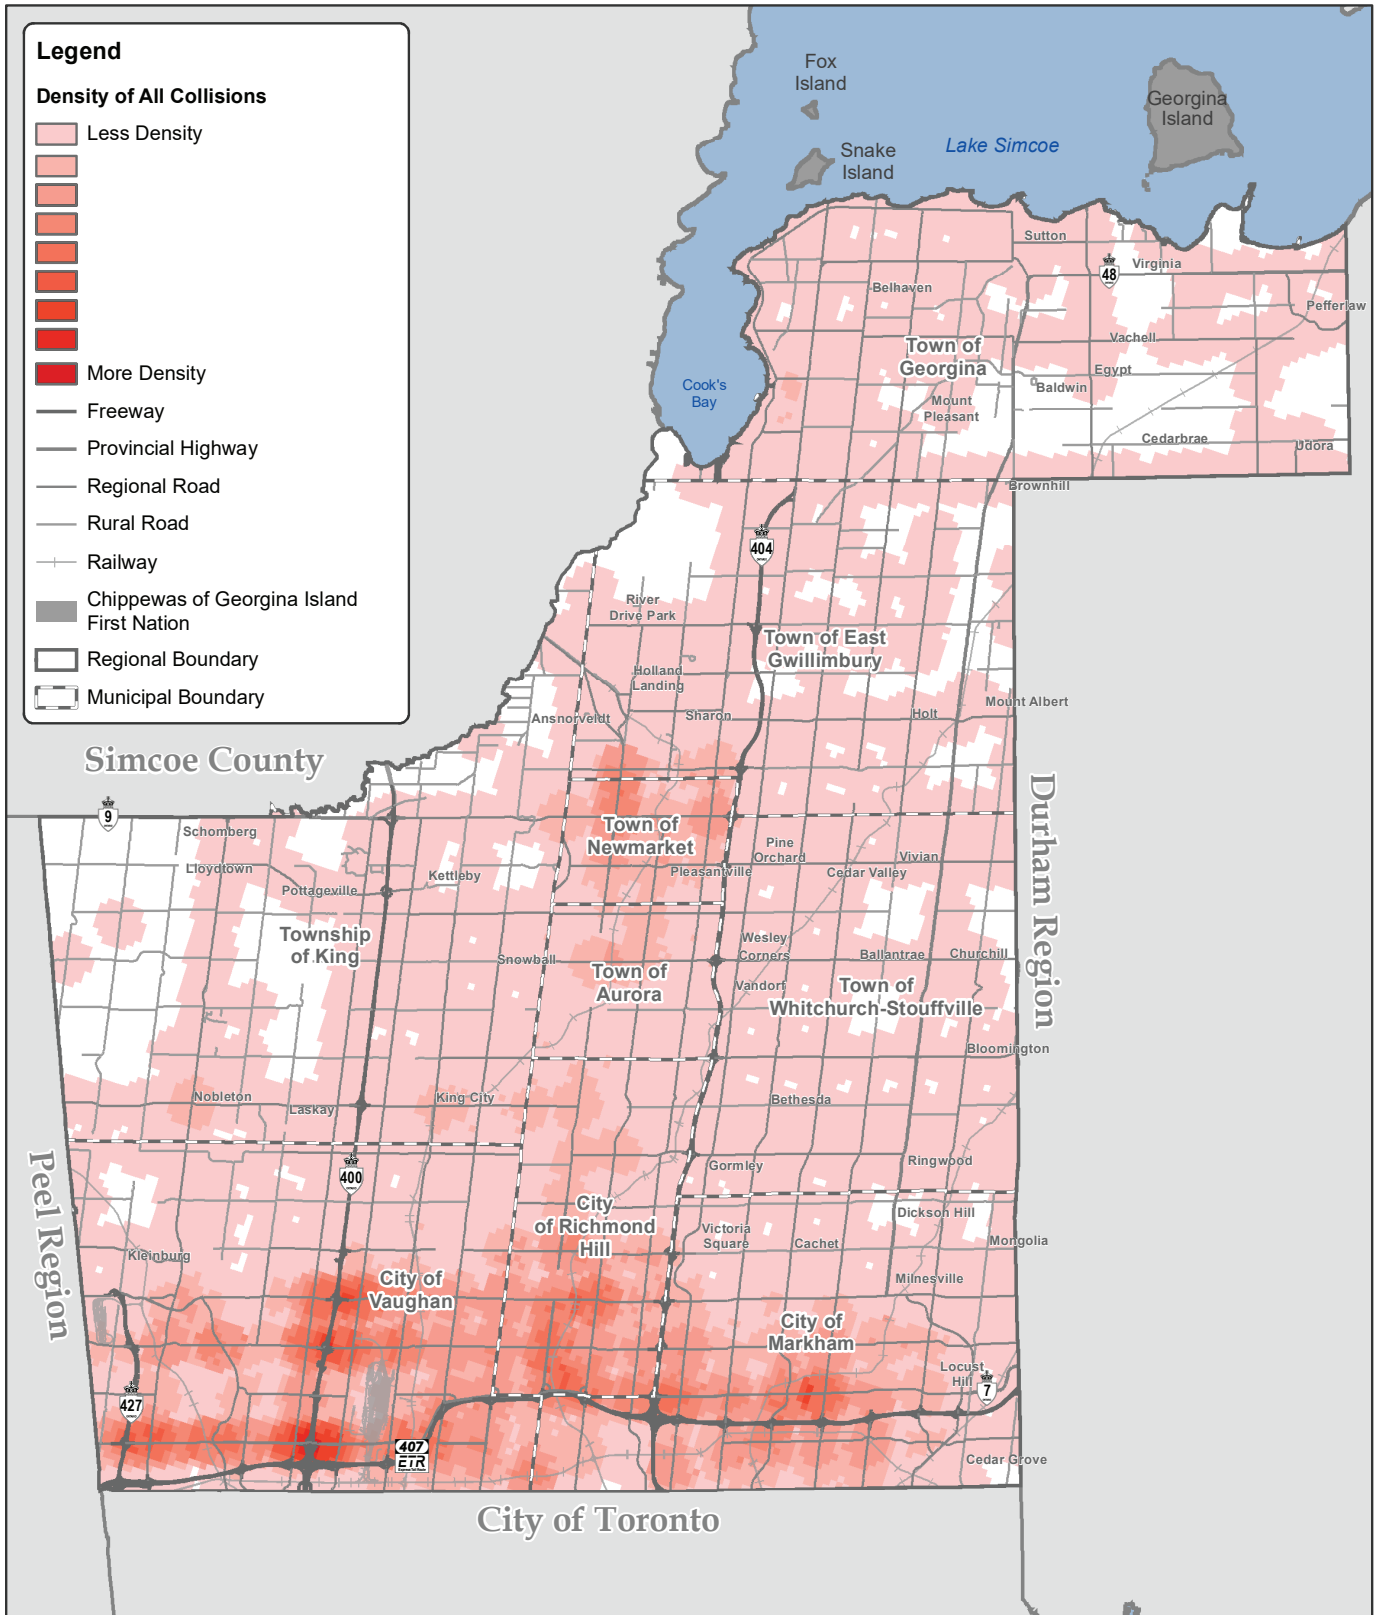 Legend
Density of All Collisions
Less Density
More Density
Freeway
Provincial Highway
Regional Road
Rural Road
Railway
Chippewas of Georgina Island
First Nation
Regional Boundary
Municipal Boundary
Fox
Island
Georgina
Island
Snake
Island
Lake Simcoe
Sutton
Virginia
48
Belhaven
Pefferlaw
Vachell
Town of
Georgina
Egypt
Baldwin
Cook's
Bay
Mount
Pleasant
Cedarbrae
Udora
Brownhill
404
River
Drive Park
Town of East
Gwillimbury
Holland
Landing
Mount Albert
Ansnorveldt
Sharon
Holt
Simcoe County
Durham Region
9
Schomberg
Town of
Newmarket
Pine
Orchard
Vivian
Lloydtown
Kettleby
Pleasantville
Cedar Valley
Pottageville
Township
of King
Wesley
Corners
Snowball
Ballantrae
Churchill
Town of
Aurora
Vandorf
Town of
Whitchurch-Stouffville
Bloomington
Nobleton
Laskay
King City
Bethesda
Peel Region
400
Gormley
Ringwood
City
of Richmond
Hill
Dickson Hill
Victoria
Square
Cachet
Mongolia
Kleinburg
City of
Vaughan
Milnesville
City of
Markham
Locust
Hill
7
427
407
ETR
Cedar Grove
City of Toronto